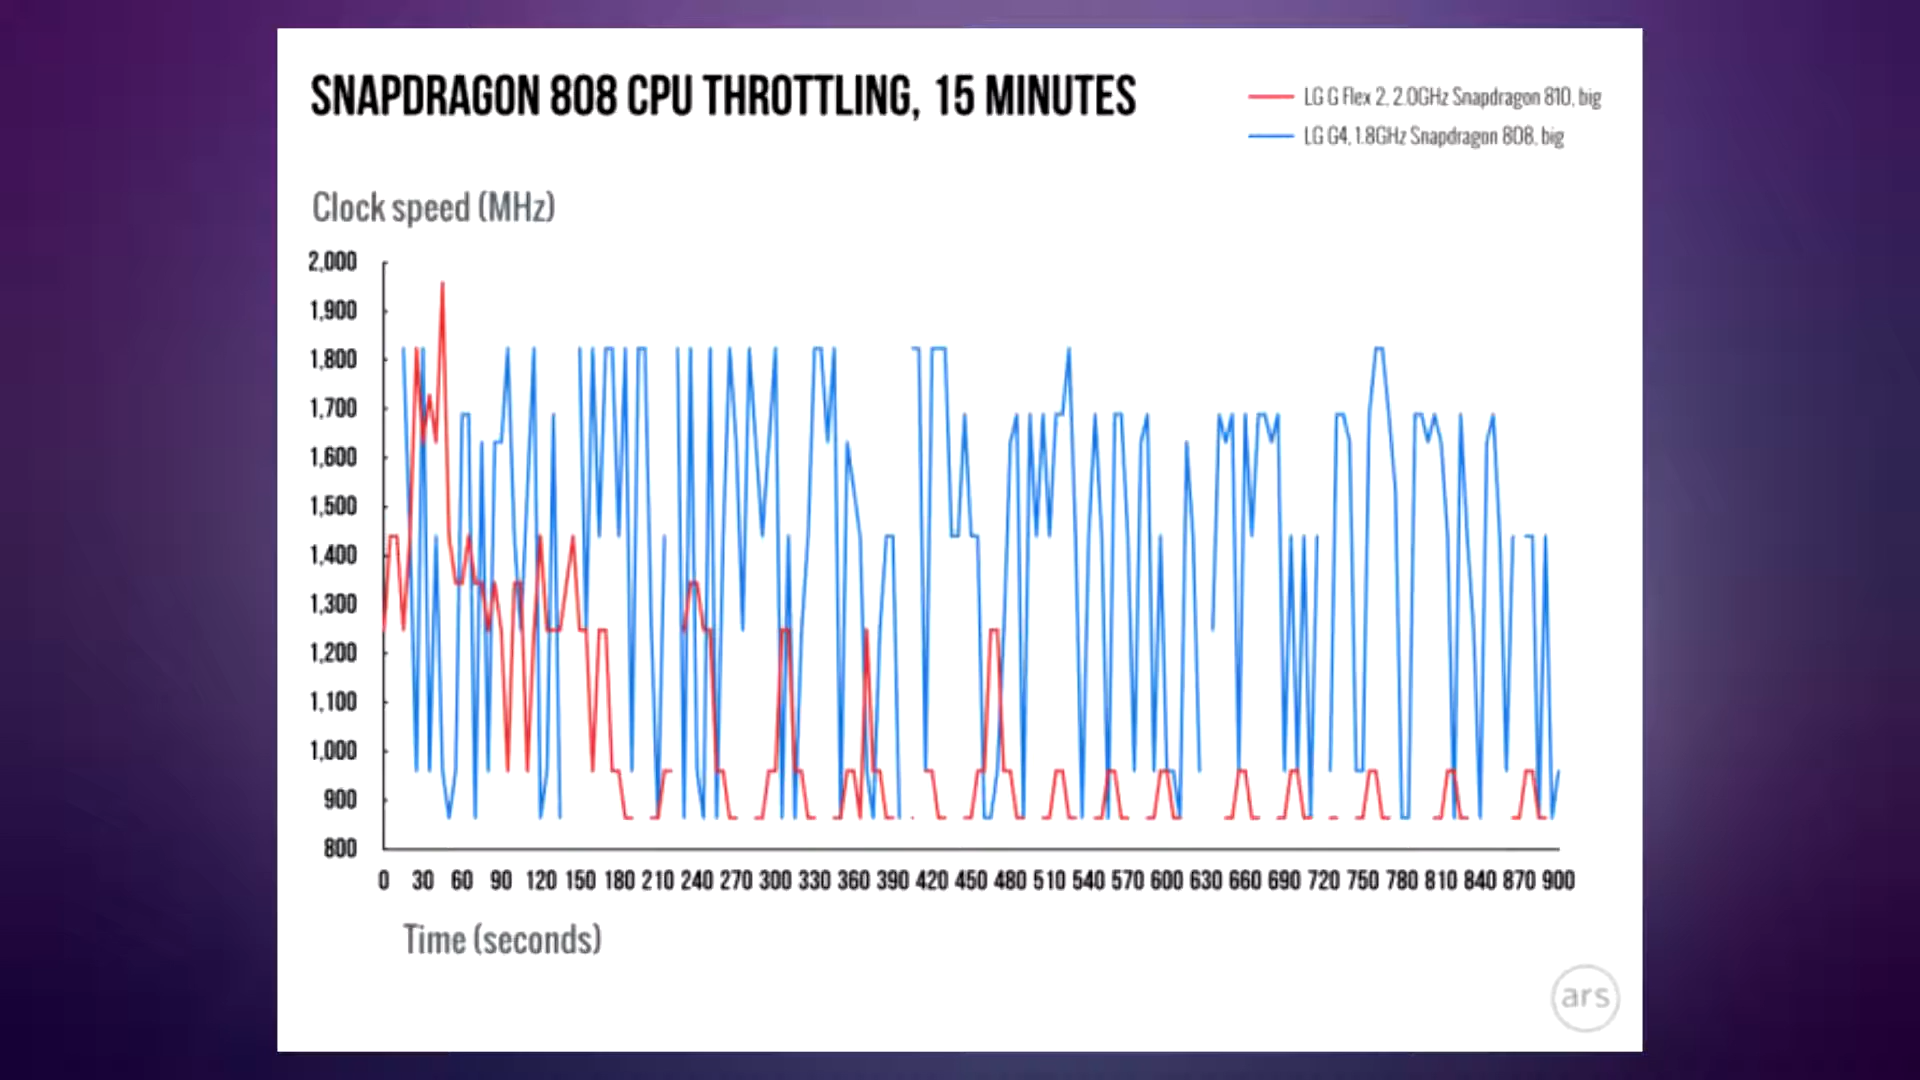 SNAPDRAGON 808 CPU THROTTLING, 15 MINUTES
LG G Flex 2, 2.0GHz Snapdragon 810, big
LG G4, 1.8GHz Snapdragon 808, big
Clock speed (MHz)
2,000
1,900
1,800
1,700
1,600
1,500
1,400
1,300
1,200
1,100
1,000
900
800
0 30 60 90 120 150 180 210 240 270 300 330 360 390 420 450 480 510 540 570 600 630 660 690 720 750 780 810 840 870 900
Time (seconds)
ars